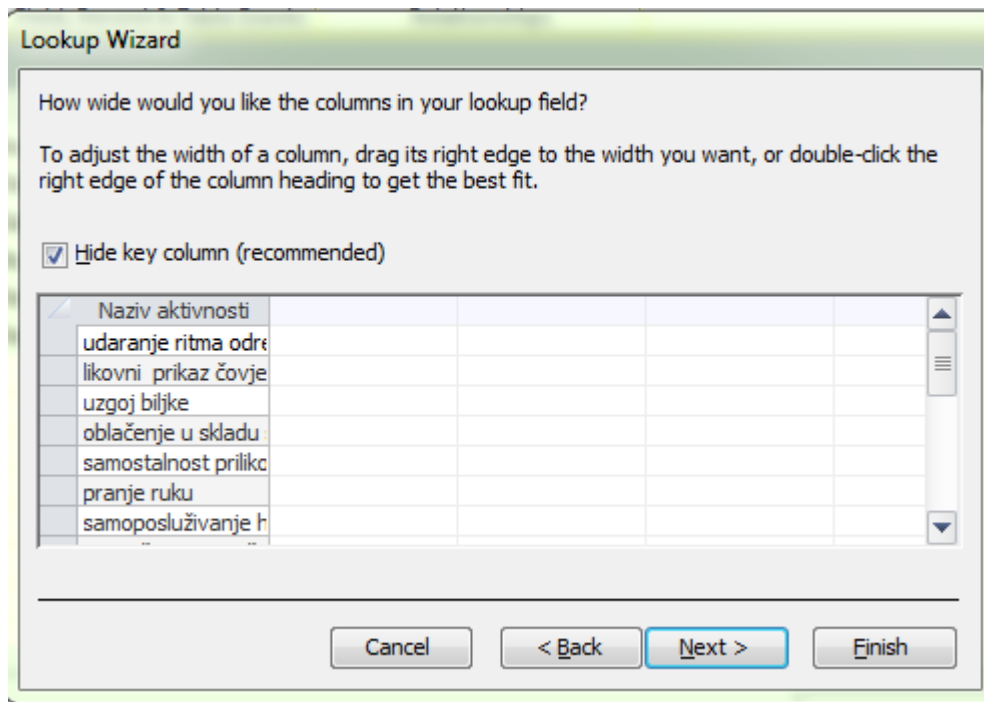 Lookup Wizard
How wide would you like the columns in your lookup field?
To adjust the width of a column, drag its right edge to the width you want, or double-click the
right edge of the column heading to get the best fit.
Hide key column (recommended)
Naziv aktivnosti
udaranje ritma odre
likovni prikaz čovje
uzgoj biljke
oblačenje u skladu
samostalnost priliko
pranje ruku
samoposluživanje h
Cancel
< Back
Next >
Finish